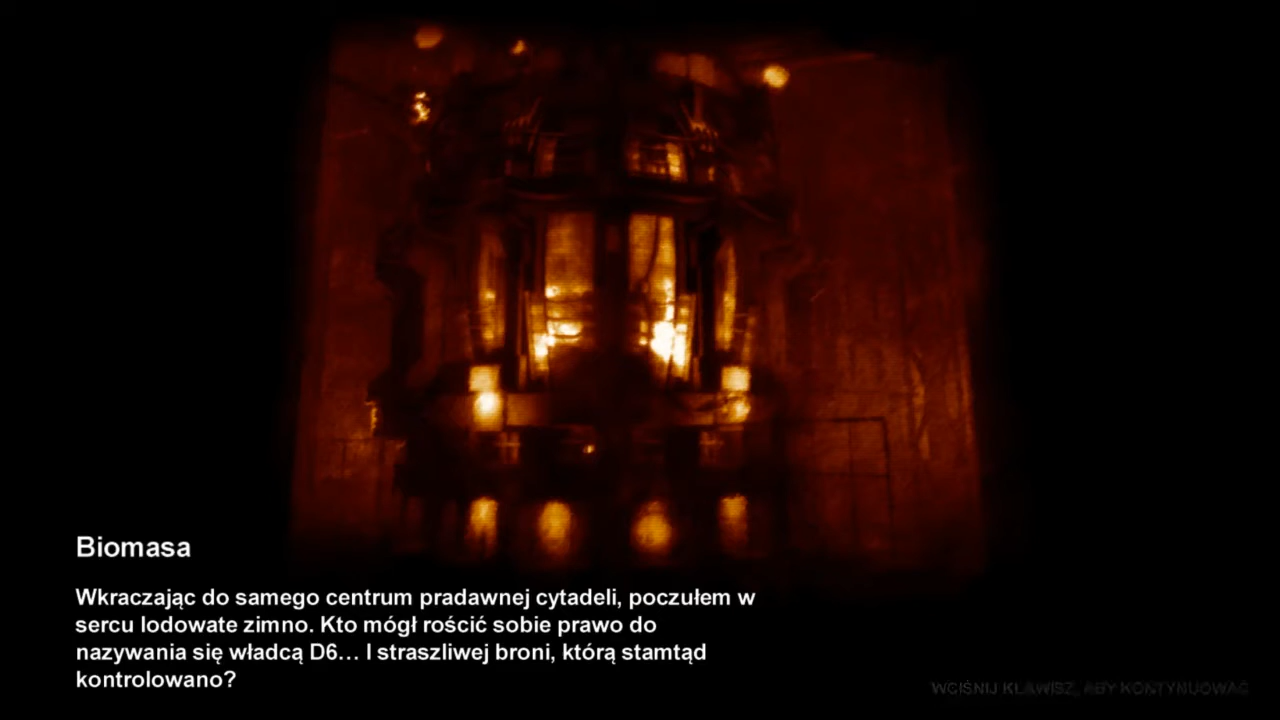 Biomasa
Wkraczając do samego centrum pradawnej cytadeli, poczułem w
sercu lodowate zimno. Kto mógł rościć sobie prawo do
nazywania się władcą D6... I straszliwej broni, którą stamtąd
kontrolowano?
WCIŚNIJ KLAWISZ, ABY KONTYNUOWAĆ